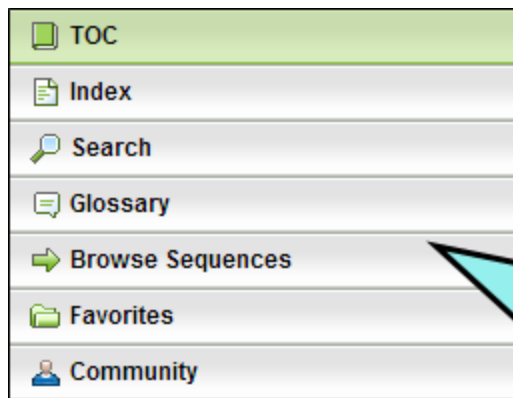 TOC
Index
Search
Glossary
Browse Sequences
Favorites
Community